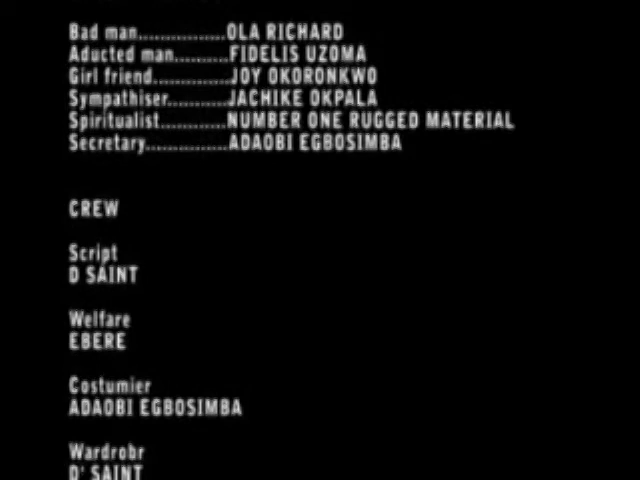 Bad man................OLA RICHARD
Aducted man..........FIDELIS UZOMA
Girl friend..............JOY OKORONKWO
Sympathiser...........JACHIKE OKPALA
Spiritualist............NUMBER ONE RUGGED MATERIAL
Secretary...............ADAOBI EGBOSIMBA
CREW
Script
D SAINT
Welfare
EBERE
Costumier
ADAOBI EGBOSIMBA
Wardrobr
D' SAINT